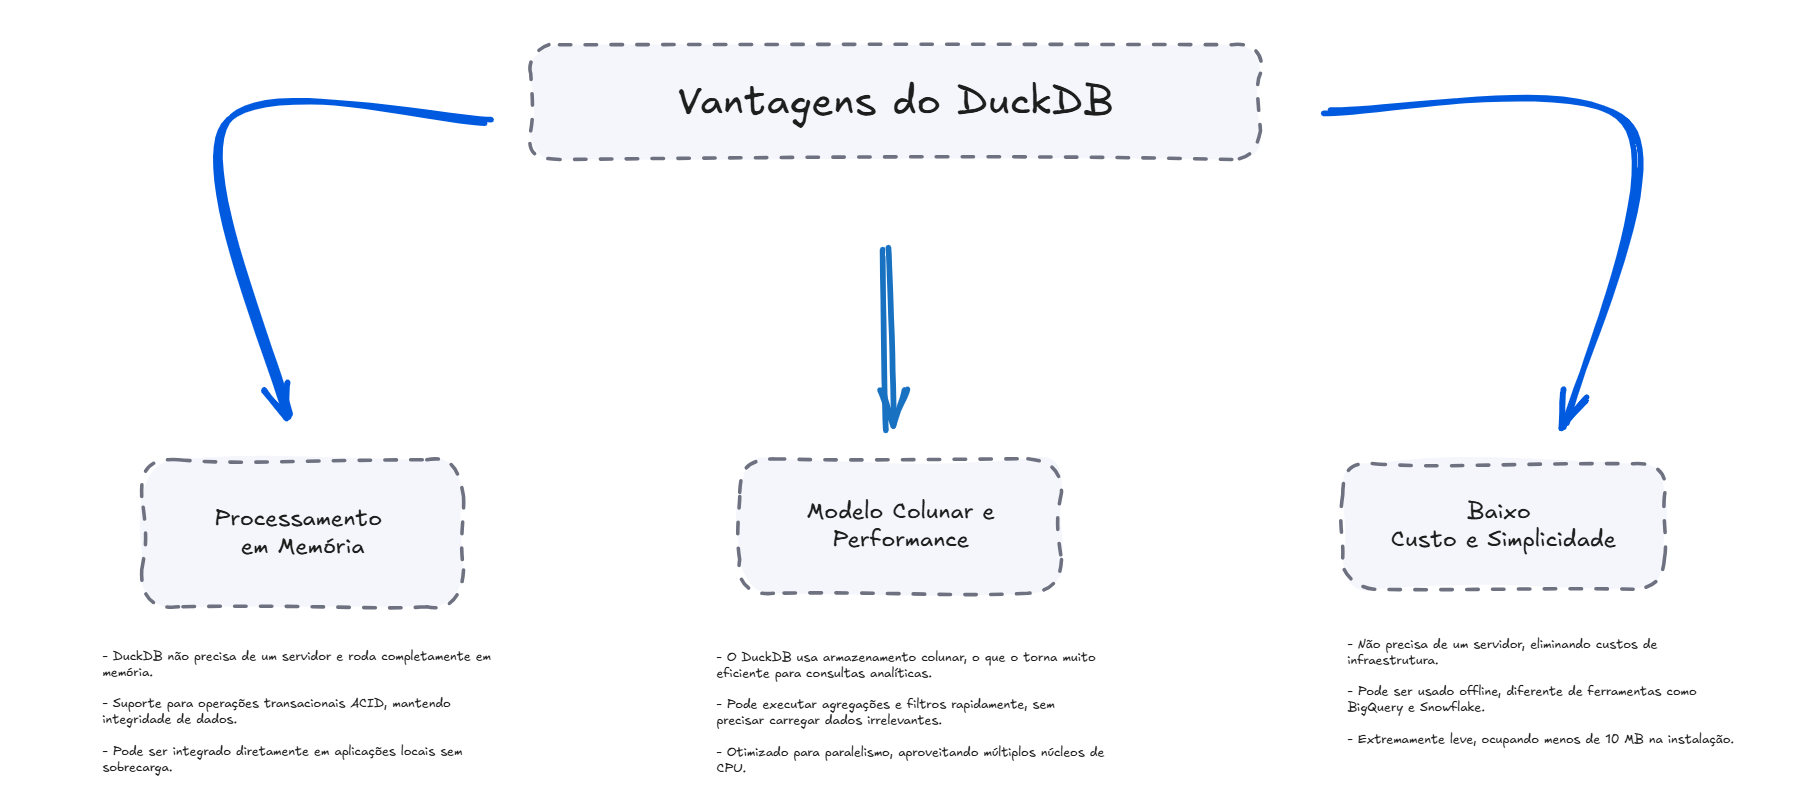 Vantagens do DuckDB
Processamento
em Memória
- DuckDB não precisa de um servidor e roda completamente em
memória.
- Suporte para operações transacionais ACID, mantendo
integridade de dados.
- Pode ser integrado diretamente em aplicações locais sem
sobrecarga.
Modelo Colunar e
Performance
- O DuckDB usa armazenamento colunar, o que o torna muito
eficiente para consultas analíticas.
- Pode executar agregações e filtros rapidamente, sem
precisar carregar dados irrelevantes.
- Otimizado para paralelismo, aproveitando múltiplos núcleos de
CPU.
Baixo
Custo e Simplicidade
- Não precisa de um servidor, eliminando custos de
infraestrutura.
- Pode ser usado offline, diferente de ferramentas como
BigQuery e Snowflake.
- Extremamente leve, ocupando menos de 10 MB na instalação.